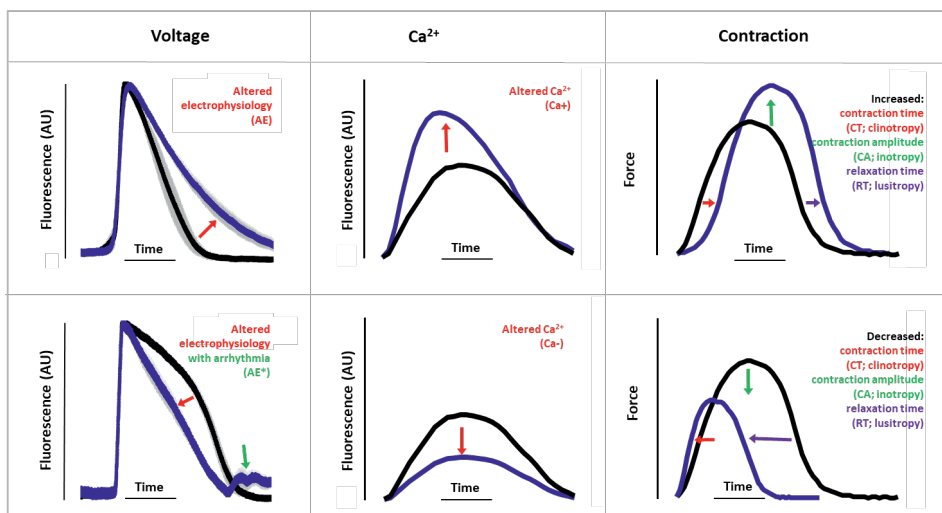 Voltage
Ca²⁺
Contraction
Fluorescence (AU)
Altered
electrophysiology
(AE)
Time
Fluorescence (AU)
Altered Ca²⁺
(Ca+)
Time
Force
Increased:
contraction time
(CT; clinotropy)
contraction amplitude
(CA; inotropy)
relaxation time
(RT; lusitropy)
Time
Fluorescence (AU)
Altered
electrophysiology
with arrhythmia
(AE*)
Time
Fluorescence (AU)
Altered Ca²⁺
(Ca-)
Time
Force
Decreased:
contraction time
(CT; clinotropy)
contraction amplitude
(CA; inotropy)
relaxation time
(RT; lusitropy)
Time